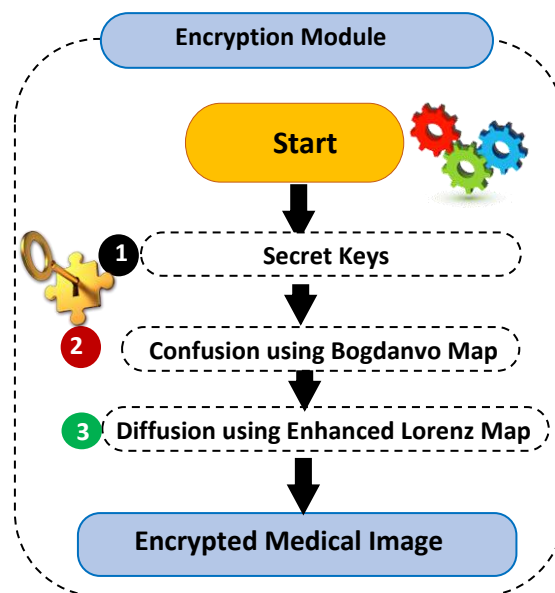 Encryption Module
Start
1
Secret Keys
2
Confusion using Bogdanvo Map
3
Diffusion using Enhanced Lorenz Map
Encrypted Medical Image